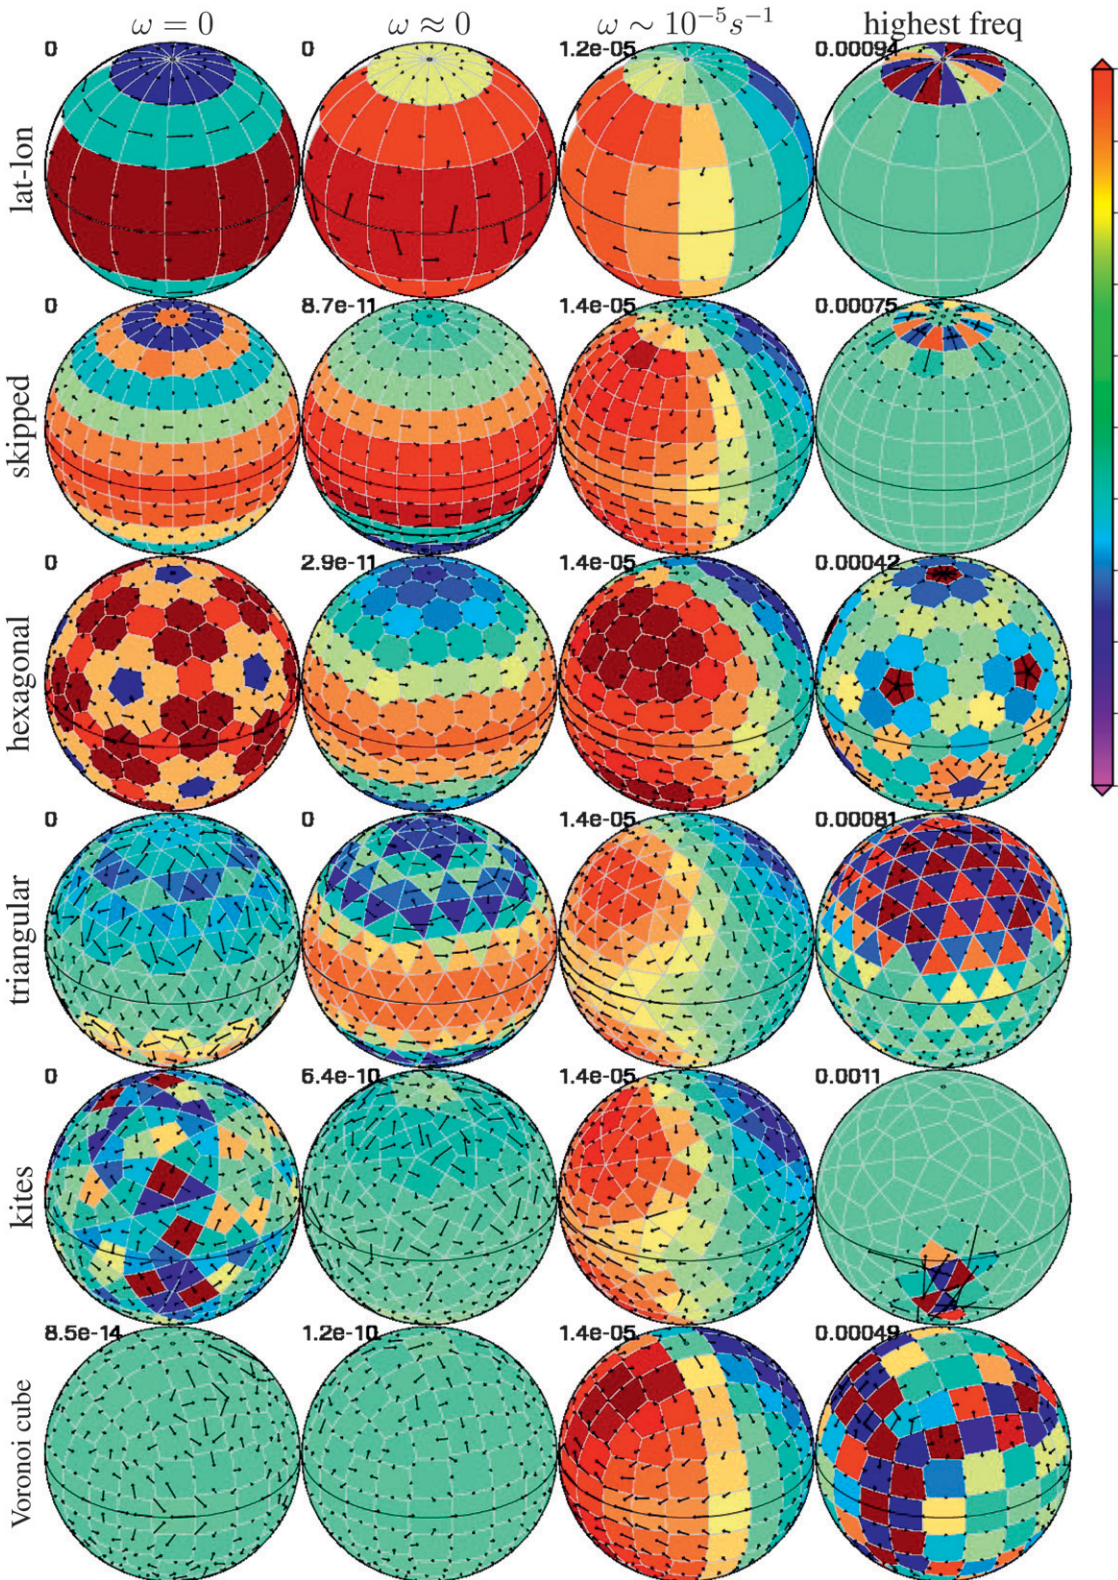 ω = 0 ω ≈ 0 ω ∼ 10⁻⁵s⁻¹ highest freq
lat-lon 0 0 1.2e-05 0.00094
skipped 0 8.7e-11 1.4e-05 0.00075
hexagonal 0 2.9e-11 1.4e-05 0.00042
triangular 0 0 1.4e-05 0.00081
kites 0 6.4e-10 1.4e-05 0.0011
Voronoi cube 8.5e-14 1.2e-10 1.4e-05 0.00049